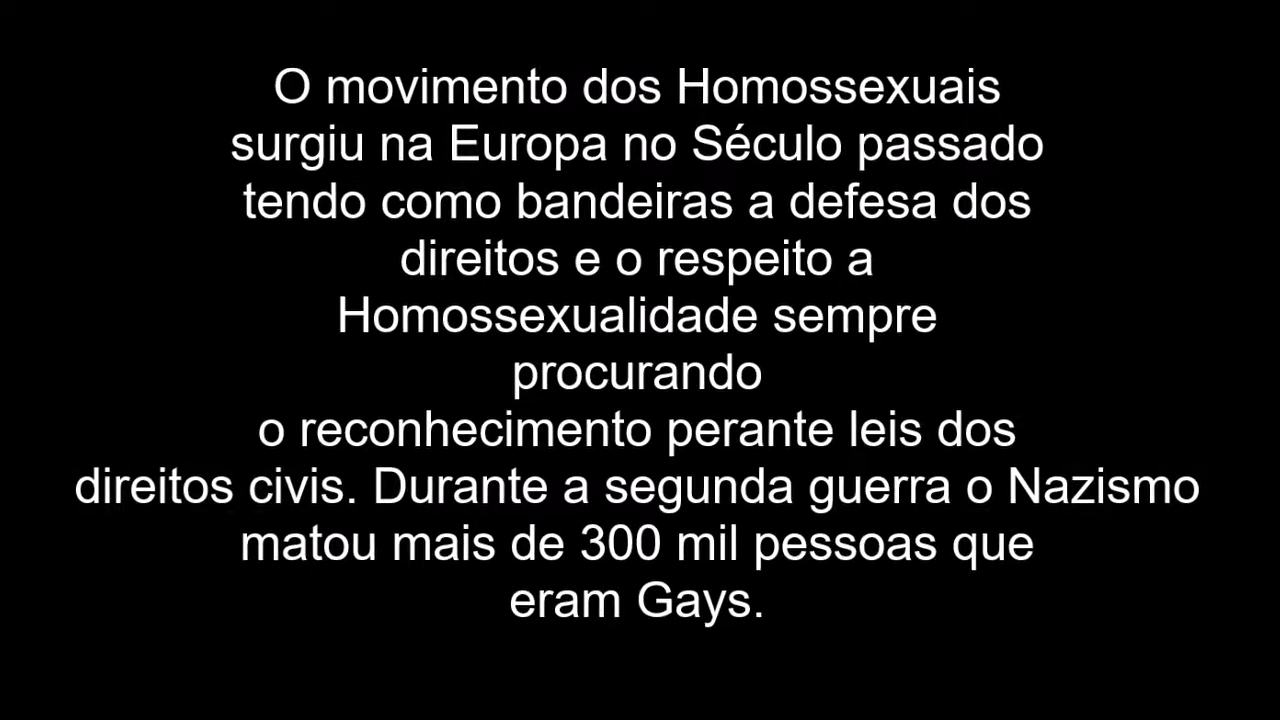 O movimento dos Homossexuais
surgiu na Europa no Século passado
tendo como bandeiras a defesa dos
direitos e o respeito a
Homossexualidade sempre
procurando
o reconhecimento perante leis dos
direitos civis. Durante a segunda guerra o Nazismo
matou mais de 300 mil pessoas que
eram Gays.